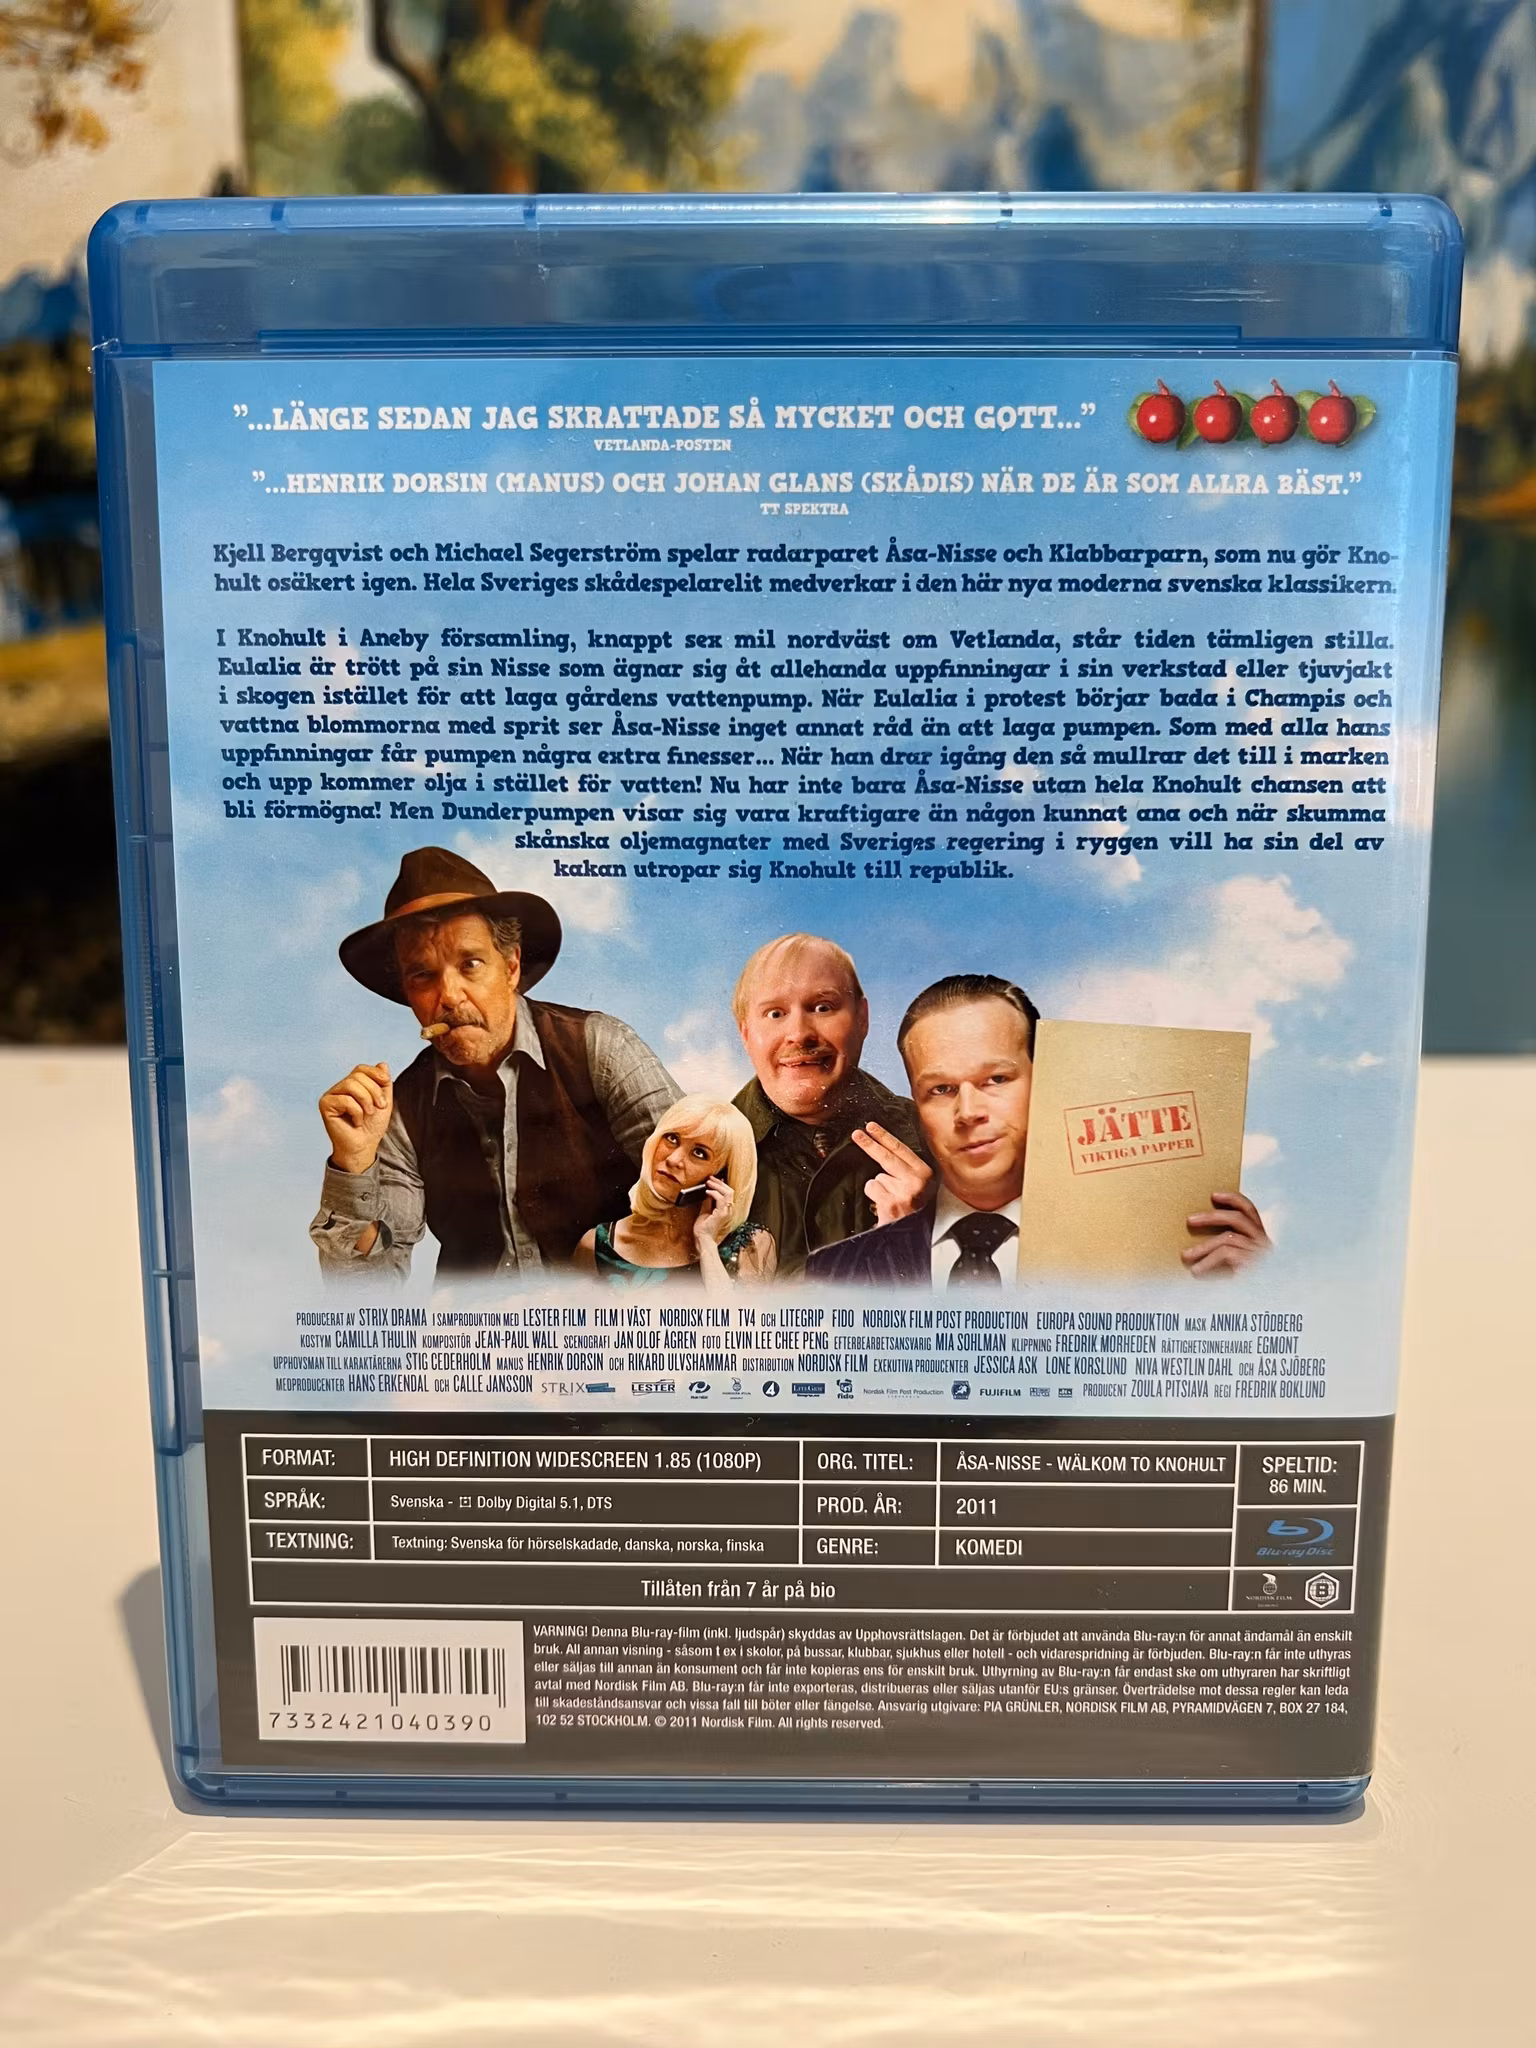 ”...LÄNGE SEDAN JAG SKRATTADE SÅ MYCKET OCH GOTT...”
VETLANDA-POSTEN
”...HENRIK DORSIN (MANUS) OCH JOHAN GLANS (SKÅDIS) NÄR DE ÄR SOM ALLRA BÄST.”
TT SPEKTRA
Kjell Bergqvist och Michael Segerström spelar radarparet Åsa-Nisse och Klabbarparn, som nu gör Kno-
hult osäkert igen. Hela Sveriges skådespelarelit medverkar i den här nya moderna svenska klassikern.
I Knohult i Aneby församling, knappt sex mil nordväst om Vetlanda, står tiden tämligen stilla.
Eulalia är trött på sin Nisse som ägnar sig åt allehanda uppfinningar i sin verkstad eller tjuvjakt
i skogen istället för att laga gårdens vattenpump. När Eulalia i protest börjar bada i Champis och
vattna blommorna med sprit ser Åsa-Nisse inget annat råd än att laga pumpen. Som med alla hans
uppfinningar får pumpen några extra finesser... När han drar igång den så mullrar det till i marken
och upp kommer olja i stället för vatten! Nu har inte bara Åsa-Nisse utan hela Knohult chansen att
bli förmögna! Men Dunderpumpen visar sig vara kraftigare än någon kunnat ana och när skumma
skånska oljemagnater med Sveriges regering i ryggen vill ha sin del av
kakan utropar sig Knohult till republik.
JÄTTE
VIKTIGA PAPPER
PRODUCERAT AV STRIX DRAMA I SAMPRODUKTION MED LESTER FILM FILM I VÄST NORDISK FILM TV4 OCH LITEGRIP FIDO NORDISK FILM POST PRODUCTION EUROPA SOUND PRODUKTION MASK ANNIKA STÖDBERG
KOSTYM CAMILLA THULIN KOMPOSITÖR JEAN-PAUL WALL SCENOGRAFI JAN OLOF ÅGREN FOTO ELVIN LEE CHEE PENG EFTERBEARBETSANSVARIG MIA SOHLMAN KLIPPNING FREDRIK MORHEDEN RÄTTIGHETSINNEHAVARE EGMONT
UPPHOVSMAN TILL KARAKTÄRERNA STIG CEDERHOLM MANUS HENRIK DORSIN OCH RIKARD ULVSHAMMAR DISTRIBUTION NORDISK FILM EXEKUTIVA PRODUCENTER JESSICA ASK LONE KORSLUND NIVA WESTLIN DAHL OCH ÅSA SJÖBERG
MEDPRODUCENTER HANS ERKENDAL OCH CALLE JANSSON STRIX LESTER 4 fido Nordisk Film Post Production FUJIFILM dts PRODUCENT ZOULA PITSIAVA REGI FREDRIK BOKLUND
FORMAT: HIGH DEFINITION WIDESCREEN 1.85 (1080P) ORG. TITEL: ÅSA-NISSE - WÄLKOM TO KNOHULT SPELTID:
86 MIN.
SPRÅK: Svenska - Dolby Digital 5.1, DTS PROD. ÅR: 2011
TEXTNING: Textning: Svenska för hörselskadade, danska, norska, finska GENRE: KOMEDI Blu-ray Disc
Tillåten från 7 år på bio NORDISK FILM B
VARNING! Denna Blu-ray-film (inkl. ljudspår) skyddas av Upphovsrättslagen. Det är förbjudet att använda Blu-ray:n för annat ändamål än enskilt
bruk. All annan visning - såsom t ex i skolor, på bussar, klubbar, sjukhus eller hotell - och vidarespridning är förbjuden. Blu-ray:n får inte uthyras
eller säljas till annan än konsument och får inte kopieras ens för enskilt bruk. Uthyrning av Blu-ray:n får endast ske om uthyraren har skriftligt
avtal med Nordisk Film AB. Blu-ray:n får inte exporteras, distribueras eller säljas utanför EU:s gränser. Överträdelse mot dessa regler kan leda
till skadeståndsansvar och vissa fall till böter eller fängelse. Ansvarig utgivare: PIA GRÜNLER, NORDISK FILM AB, PYRAMIDVÄGEN 7, BOX 27 184,
102 52 STOCKHOLM. © 2011 Nordisk Film. All rights reserved.
7332421040390